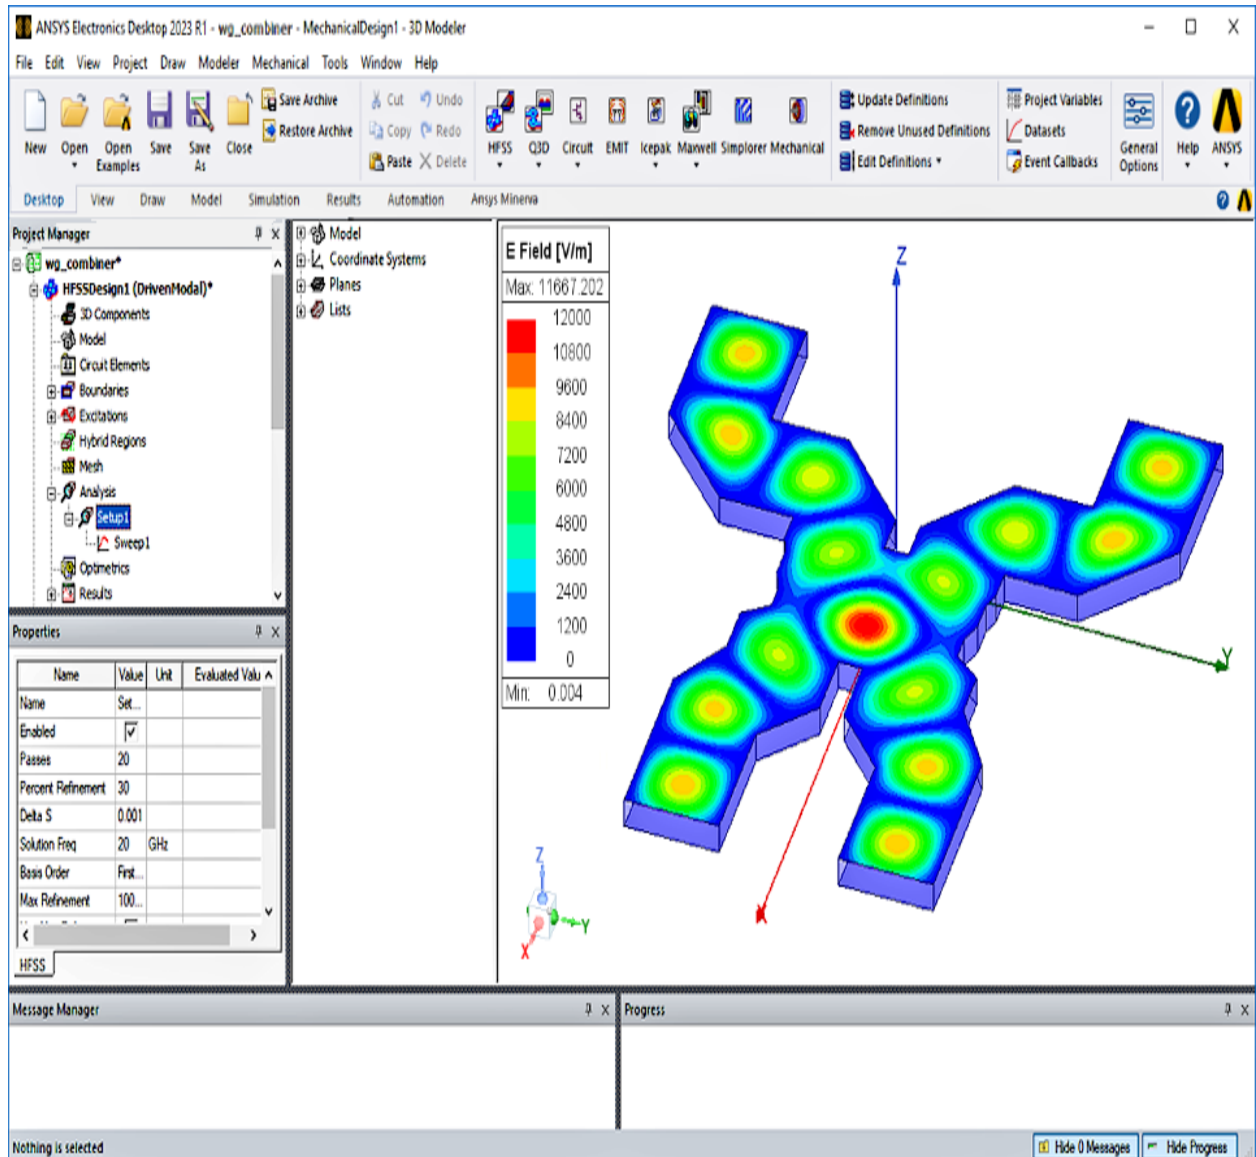 ANSYS Electronics Desktop 2023 R1 - wg_combiner - MechanicalDesign1 - 3D Modeler
File Edit View Project Draw Modeler Mechanical Tools Window Help
New Open Open Examples Save Save As Close
Save Archive
Restore Archive
Cut Undo
Copy Redo
Paste Delete
HFSS Q3D Circuit EMIT Icepak Maxwell Simplorer Mechanical
Update Definitions
Remove Unused Definitions
Edit Definitions
Project Variables
Datasets
Event Callbacks
General Options Help ANSYS
Desktop View Draw Model Simulation Results Automation Ansys Minerva
Project Manager
wg_combiner*
HFSSDesign1 (DrivenModal)*
3D Components
Model
Circuit Elements
Boundaries
Excitations
Hybrid Regions
Mesh
Analysis
Setup1
Sweep1
Optimetrics
Results
Model
Coordinate Systems
Planes
Lists
E Field [V/m]
Max: 11667.202
12000
10800
9600
8400
7200
6000
4800
3600
2400
1200
0
Min: 0.004
Z
Y
X
Z
Y
X
Properties
Name Value Unit Evaluated Valu
Name Set...
Enabled
Passes 20
Percent Refinement 30
Delta S 0.001
Solution Freq 20 GHz
Basis Order First...
Max Refinement 100...
HFSS
Message Manager
Progress
Nothing is selected
Hide 0 Messages Hide Progress